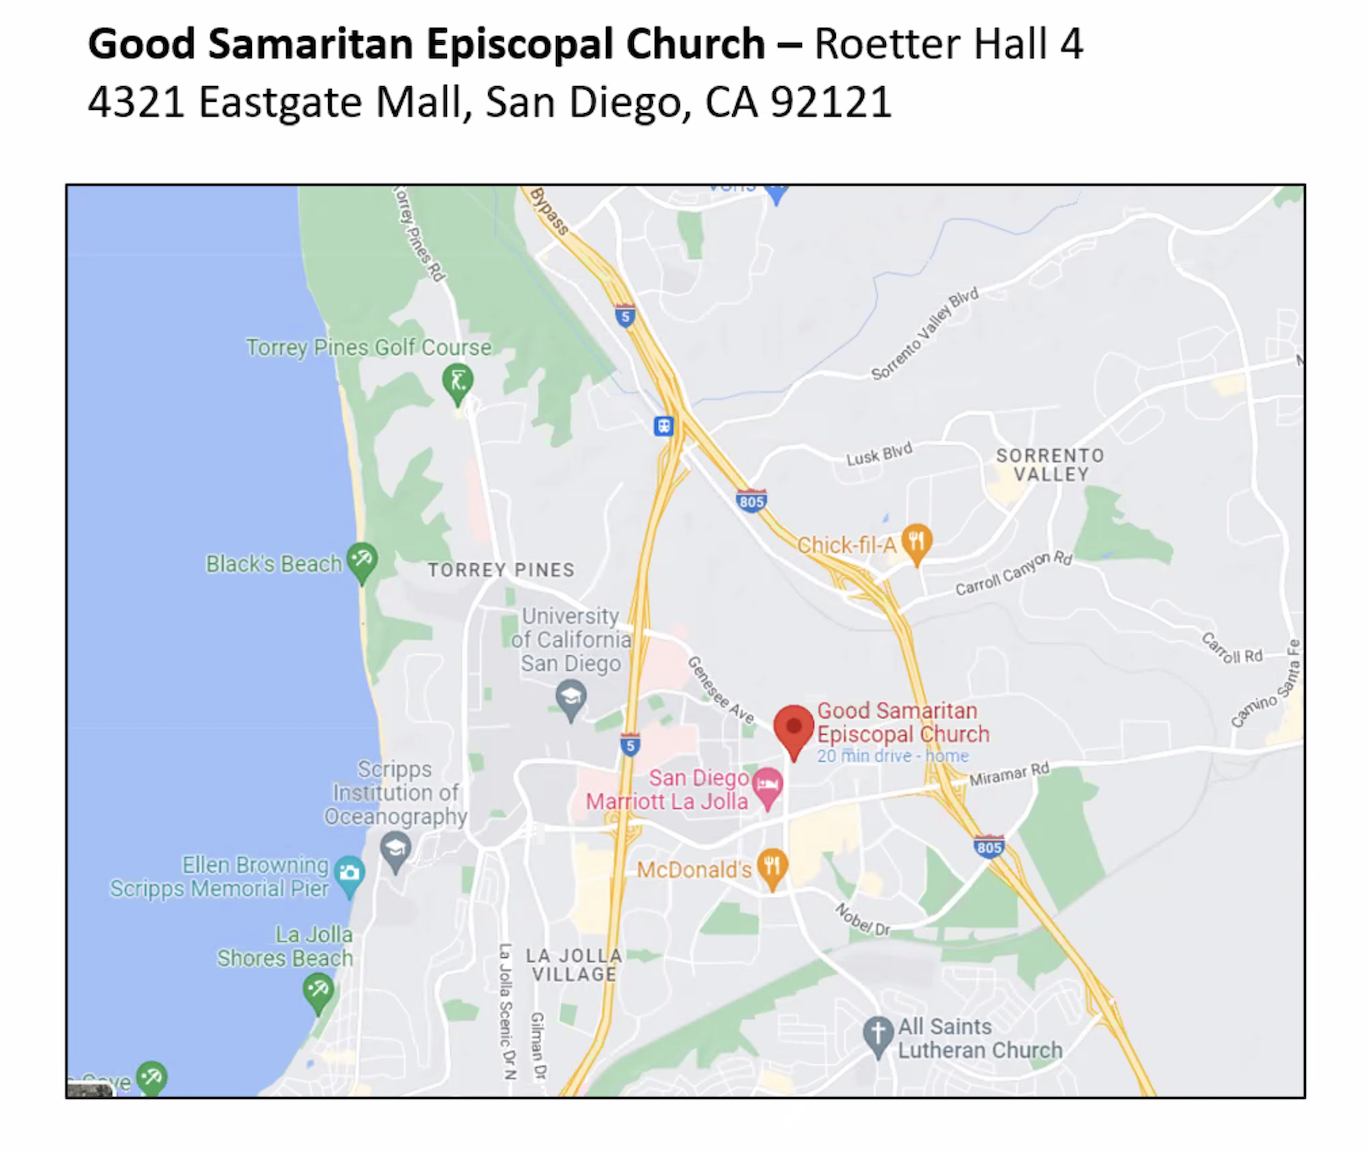 Good Samaritan Episcopal Church – Roetter Hall 4
4321 Eastgate Mall, San Diego, CA 92121
Bypass
Torrey Pines Rd
5
Torrey Pines Golf Course
Sorrento Valley Blvd
Lusk Blvd
SORRENTO
VALLEY
805
Chick-fil-A
Black's Beach
TORREY PINES
Carroll Canyon Rd
University
of California
San Diego
Genesee Ave
Carroll Rd
Camino Santa Fe
Good Samaritan
Episcopal Church
20 min drive - home
5
Scripps
Institution of
Oceanography
San Diego
Marriott La Jolla
Miramar Rd
805
Ellen Browning
Scripps Memorial Pier
McDonald's
Nobel Dr
La Jolla
Shores Beach
LA JOLLA
VILLAGE
La Jolla Scenic Dr N
Gilman Dr
All Saints
Lutheran Church